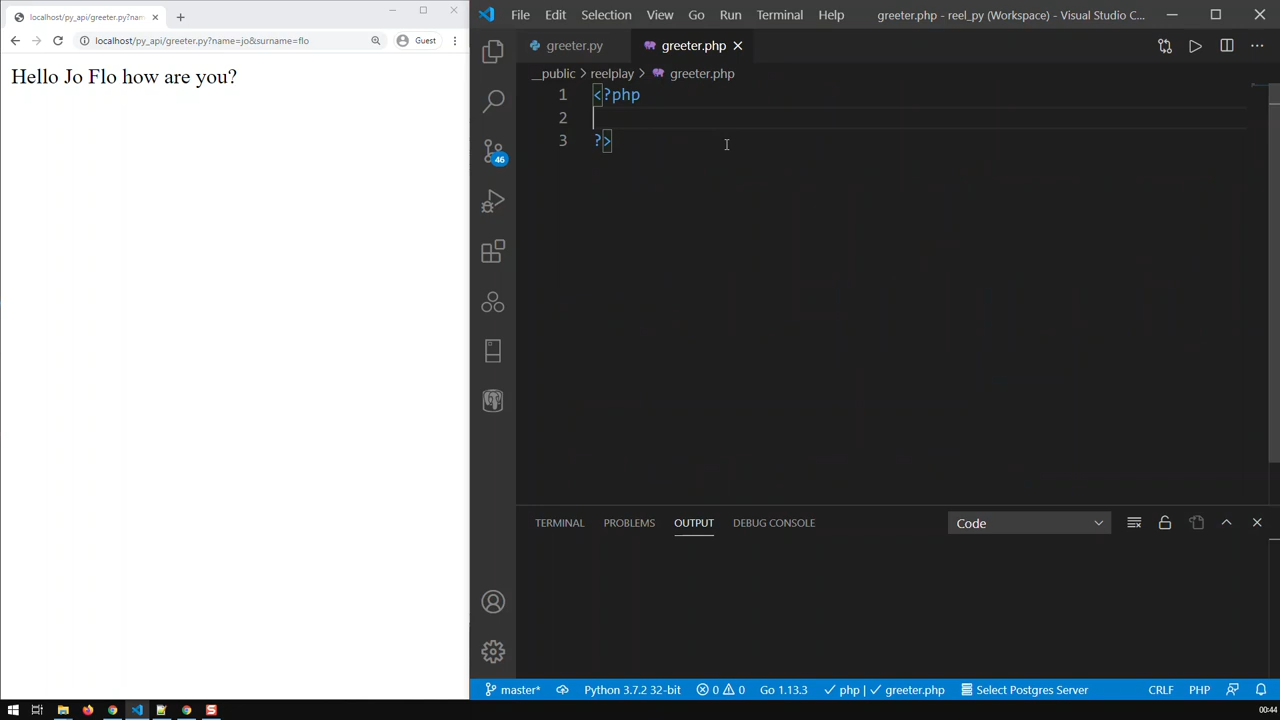 localhost/py_api/greeter.py?nam
localhost/py_api/greeter.py?name=jo&surname=flo
Guest
Hello Jo Flo how are you?
File Edit Selection View Go Run Terminal Help
greeter.php - reel_py (Workspace) - Visual Studio C...
greeter.py
greeter.php
__public > reelplay > greeter.php
1 <?php
2
3 ?>
46
TERMINAL PROBLEMS OUTPUT DEBUG CONSOLE
Code
master* Python 3.7.2 32-bit 0 0 Go 1.13.3 php | greeter.php Select Postgres Server CRLF PHP
00:44